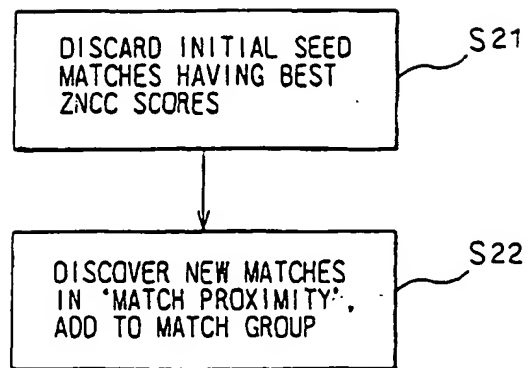 DISCARD INITIAL SEED
MATCHES HAVING BEST
ZNCC SCORES
S21
DISCOVER NEW MATCHES
IN 'MATCH PROXIMITY',
ADD TO MATCH GROUP
S22